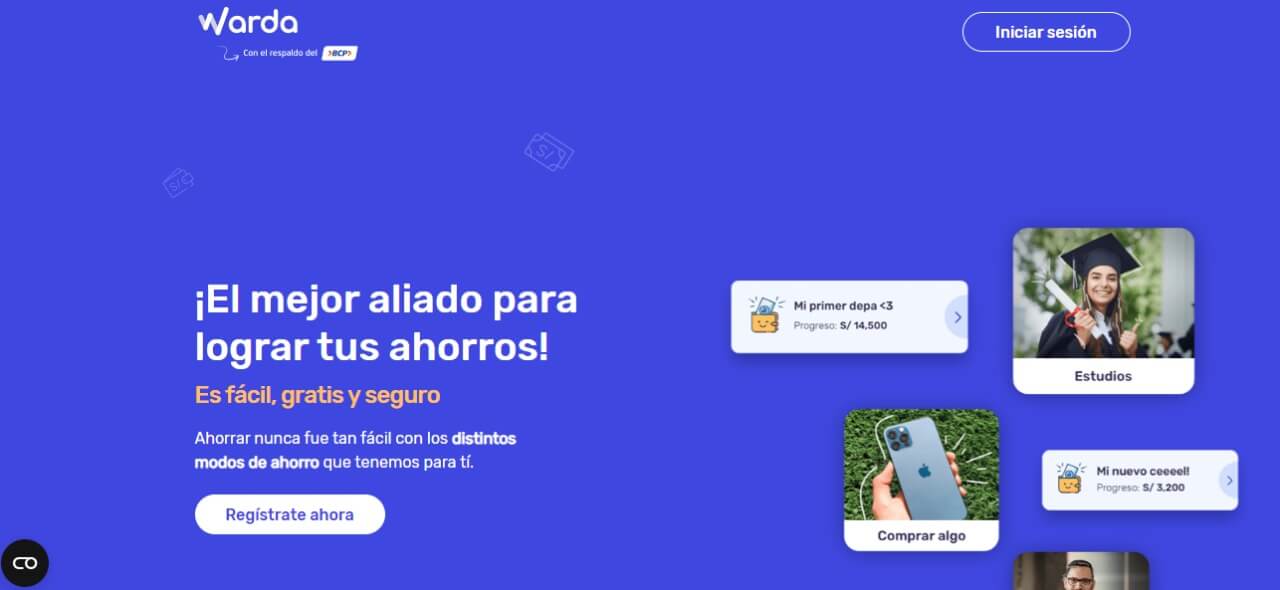 Warda
Con el respaldo del >BCP>
Iniciar sesión
S/
S/
¡El mejor aliado para
lograr tus ahorros!
Es fácil, gratis y seguro
Ahorrar nunca fue tan fácil con los distintos
modos de ahorro que tenemos para tí.
Regístrate ahora
Mi primer depa <3
Progreso: S/ 14,500
Estudios
Comprar algo
Mi nuevo ceeeel!
Progreso: S/ 3,200